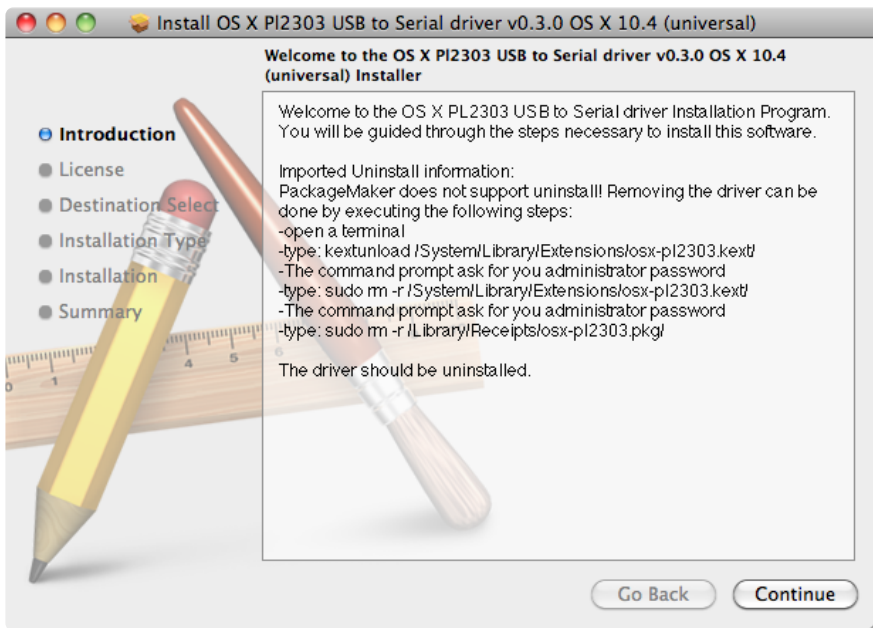 Install OS X Pl2303 USB to Serial driver v0.3.0 OS X 10.4 (universal)
Welcome to the OS X Pl2303 USB to Serial driver v0.3.0 OS X 10.4
(universal) Installer
Introduction
License
Destination Select
Installation Type
Installation
Summary
Welcome to the OS X PL2303 USB to Serial driver Installation Program.
You will be guided through the steps necessary to install this software.
Imported Uninstall information:
PackageMaker does not support uninstall! Removing the driver can be
done by executing the following steps:
-open a terminal
-type: kextunload /System/Library/Extensions/osx-pl2303.kext/
-The command prompt ask for you administrator password
-type: sudo rm -r /System/Library/Extensions/osx-pl2303.kext/
-The command prompt ask for you administrator password
-type: sudo rm -r /Library/Receipts/osx-pl2303.pkg/
The driver should be uninstalled.
0 1 4 5 6
Go Back
Continue